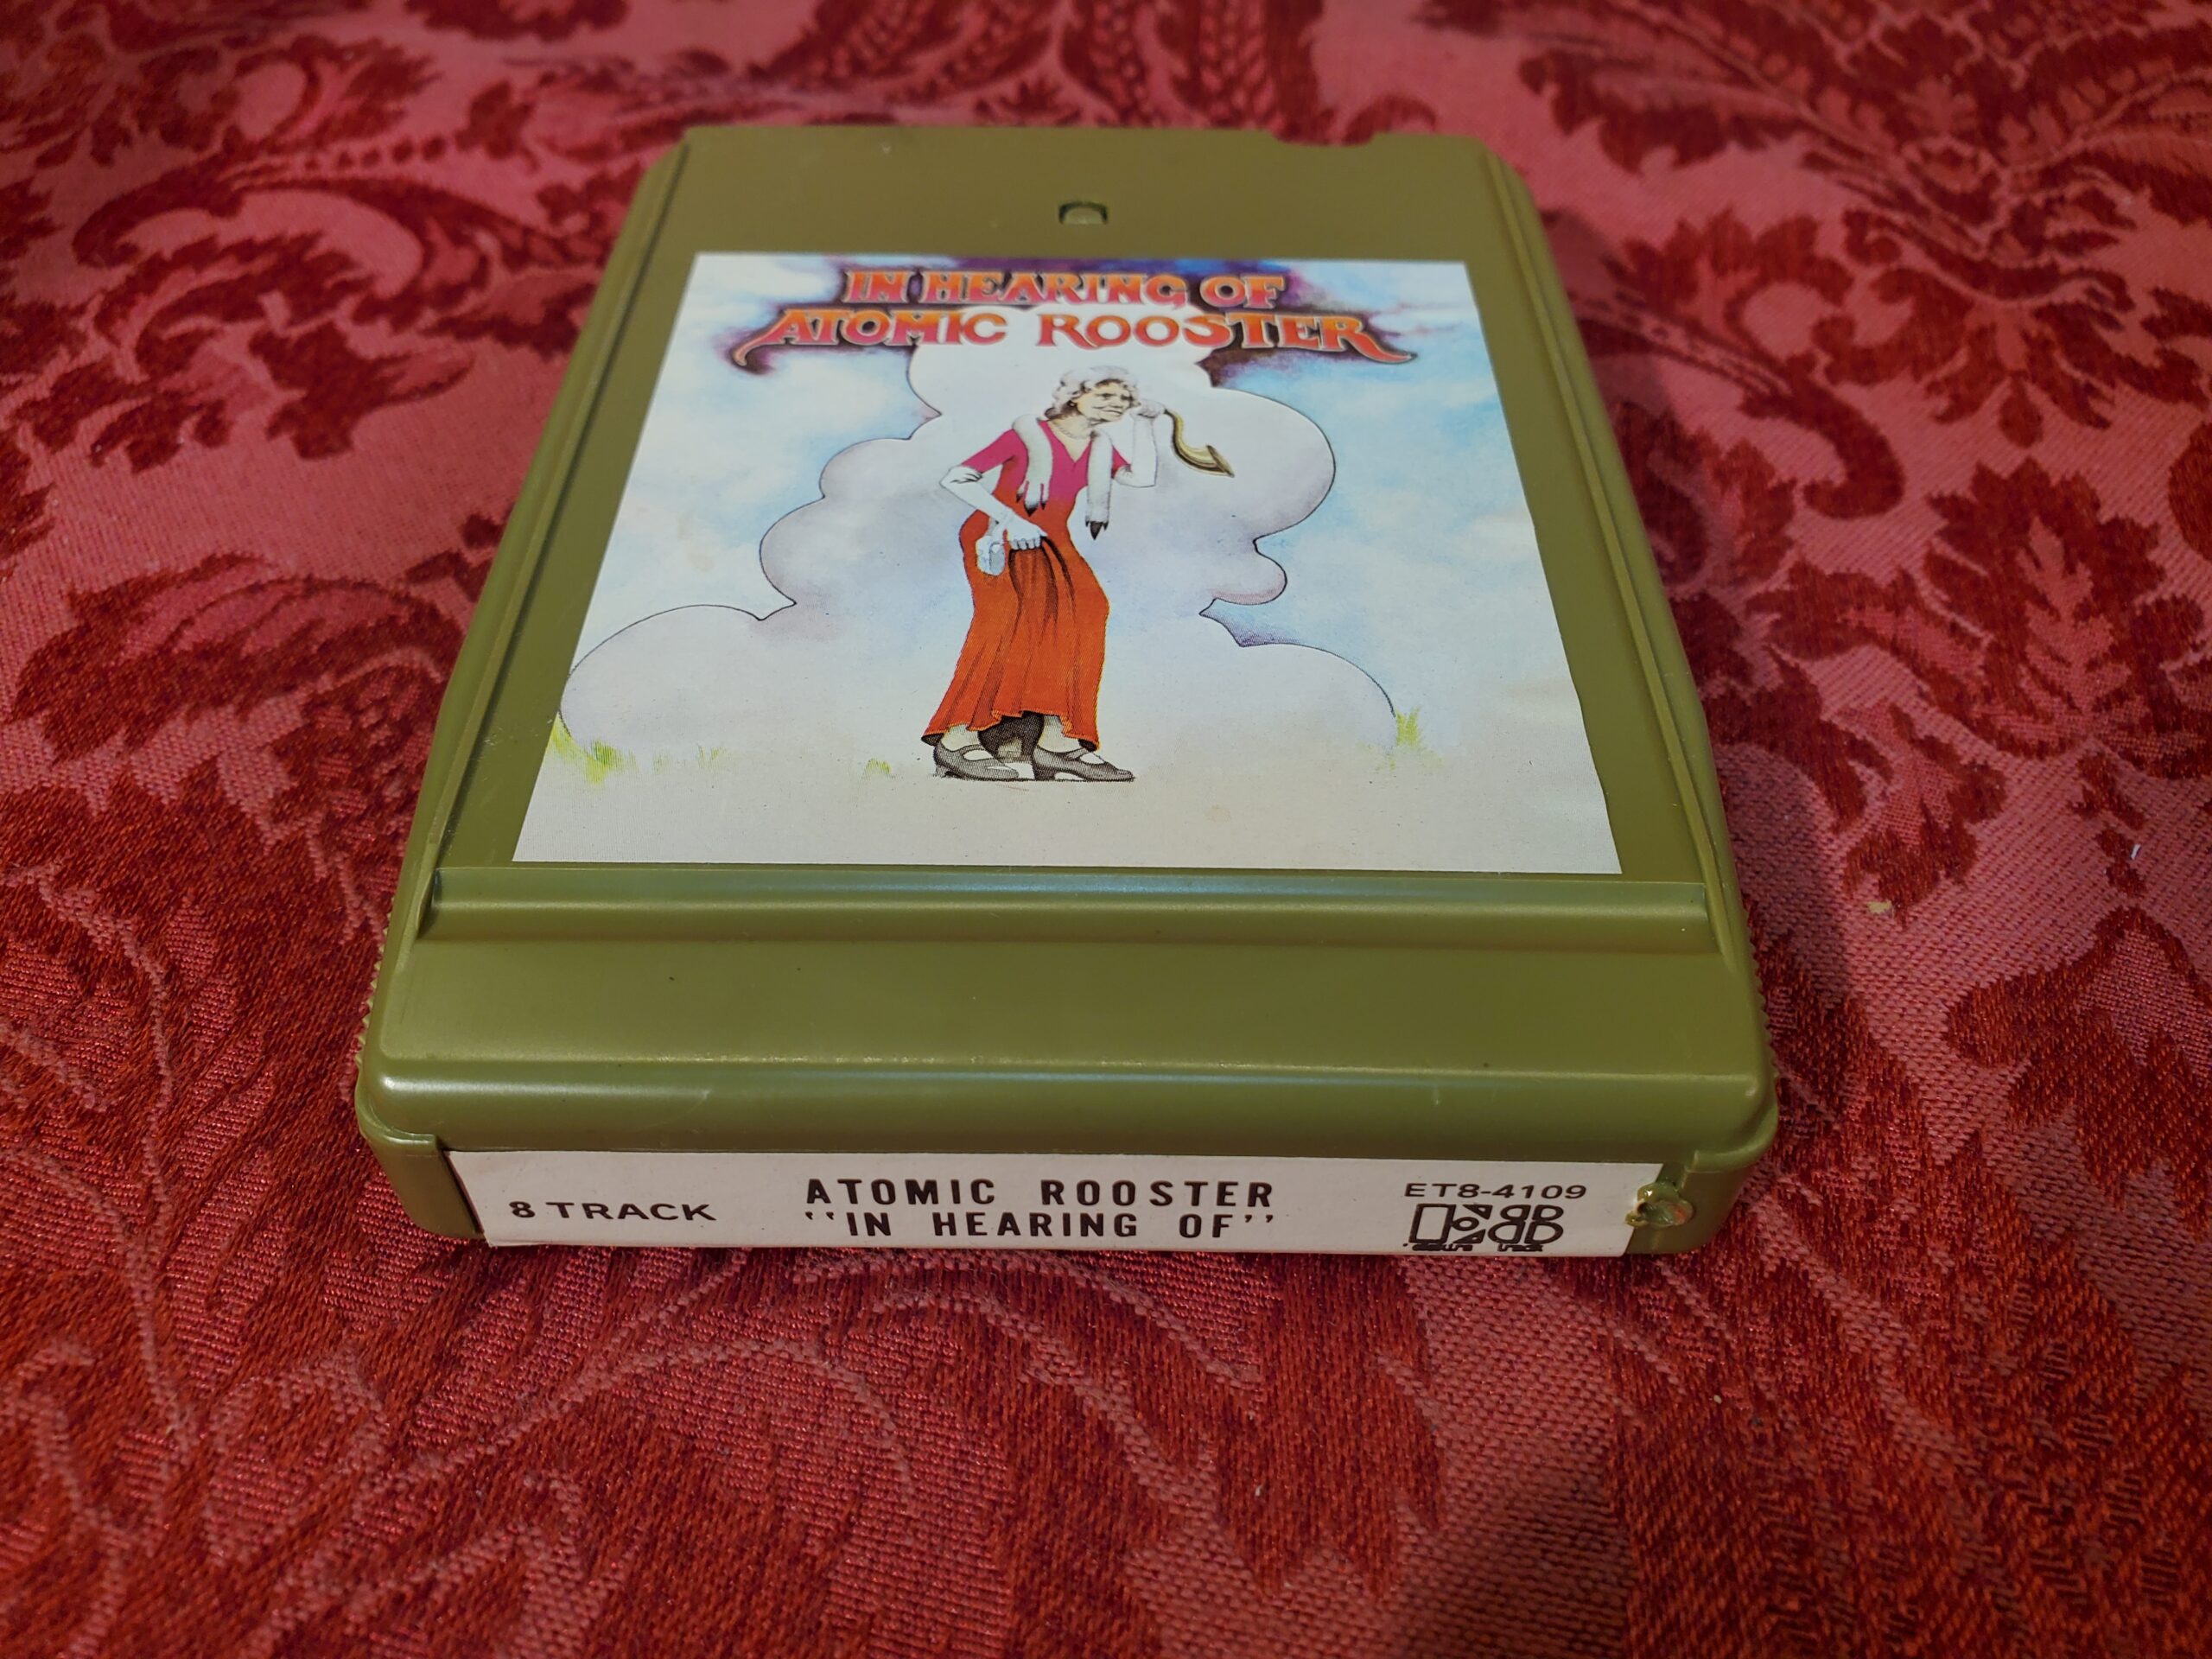 IN HEARING OF
ATOMIC ROOSTER
8 TRACK
ATOMIC ROOSTER
‘‘IN HEARING OF’’
ET8-4109